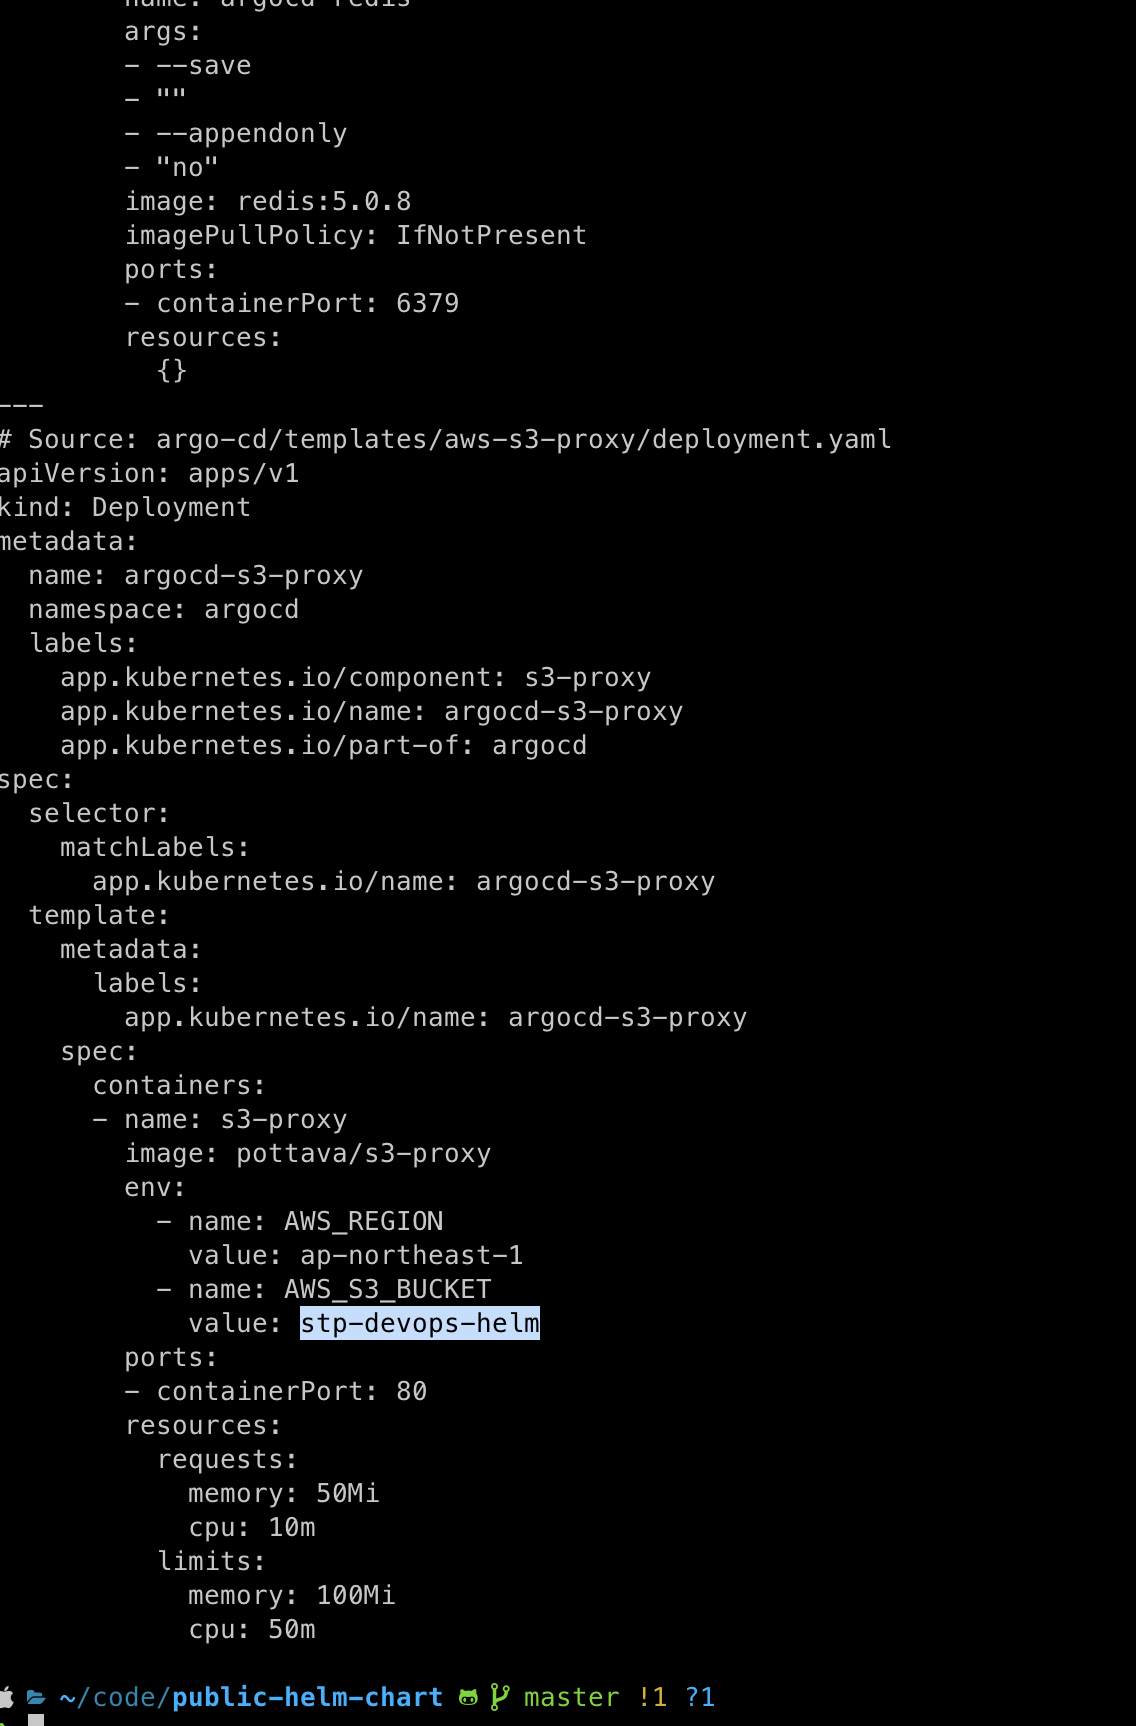 name: argocd-redis
        args:
        - --save
        - ""
        - --appendonly
        - "no"
        image: redis:5.0.8
        imagePullPolicy: IfNotPresent
        ports:
        - containerPort: 6379
        resources:
          {}
---
# Source: argo-cd/templates/aws-s3-proxy/deployment.yaml
apiVersion: apps/v1
kind: Deployment
metadata:
  name: argocd-s3-proxy
  namespace: argocd
  labels:
    app.kubernetes.io/component: s3-proxy
    app.kubernetes.io/name: argocd-s3-proxy
    app.kubernetes.io/part-of: argocd
spec:
  selector:
    matchLabels:
      app.kubernetes.io/name: argocd-s3-proxy
  template:
    metadata:
      labels:
        app.kubernetes.io/name: argocd-s3-proxy
    spec:
      containers:
      - name: s3-proxy
        image: pottava/s3-proxy
        env:
          - name: AWS_REGION
            value: ap-northeast-1
          - name: AWS_S3_BUCKET
            value: stp-devops-helm
        ports:
        - containerPort: 80
        resources:
          requests:
            memory: 50Mi
            cpu: 10m
          limits:
            memory: 100Mi
            cpu: 50m
~/code/public-helm-chart master !1 ?1